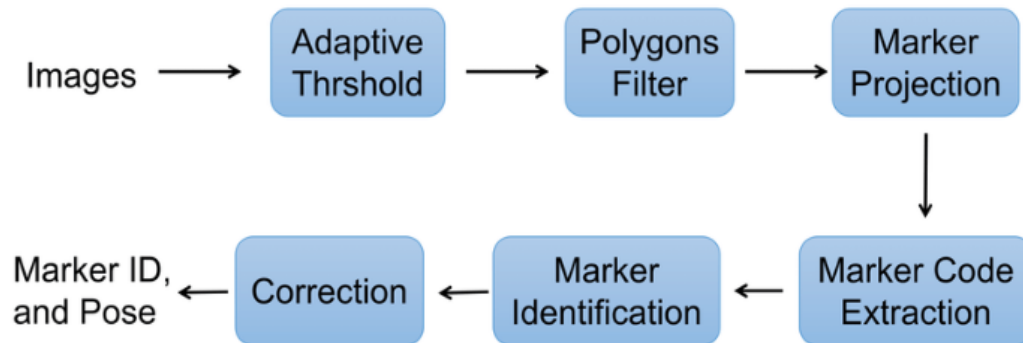 Images
Adaptive
Thrshold
Polygons
Filter
Marker
Projection
Marker Code
Extraction
Marker
Identification
Correction
Marker ID,
and Pose